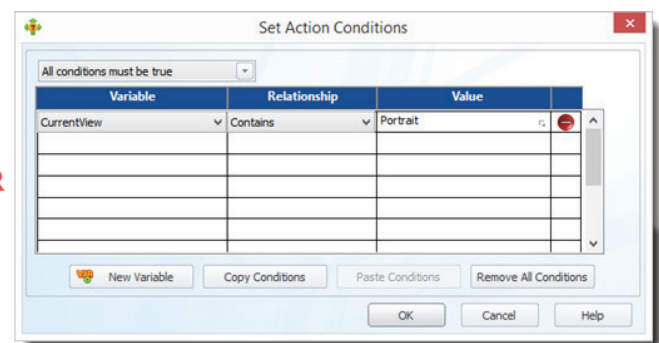 Set Action Conditions
All conditions must be true
Variable Relationship Value
CurrentView Contains Portrait
R
New Variable Copy Conditions Paste Conditions Remove All Conditions
OK Cancel Help